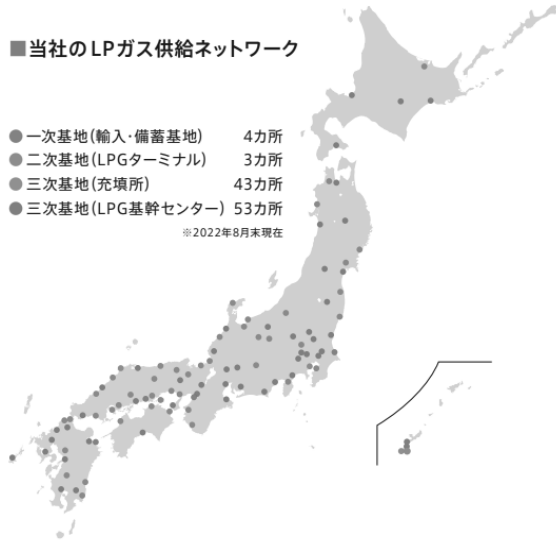 ■当社のLPガス供給ネットワーク
●一次基地(輸入・備蓄基地) 4カ所
●二次基地(LPGターミナル) 3カ所
●三次基地(充填所) 43カ所
●三次基地(LPG基幹センター) 53カ所
※2022年8月末現在